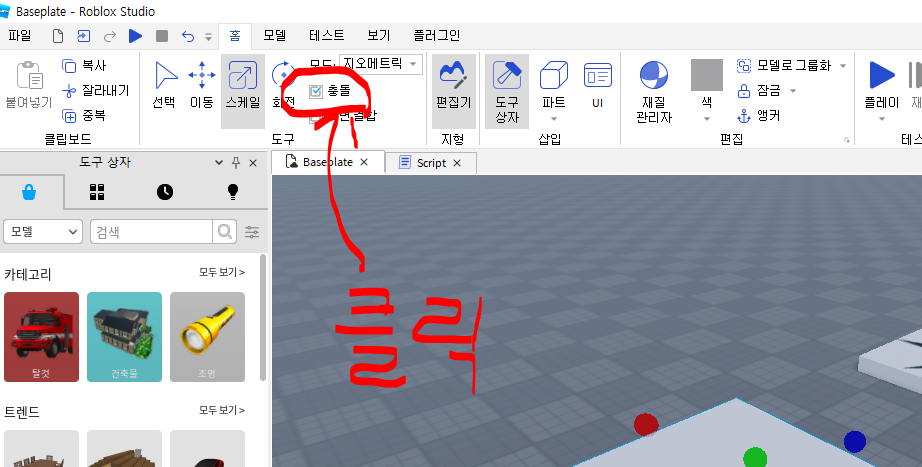 Baseplate - Roblox Studio
파일 홈 모델 테스트 보기 플러그인
붙여넣기 복사 잘라내기 중복 클립보드
선택 이동 스케일 회전 모드: 지오메트릭 충돌 도구
편집기 지형
도구 상자 파트 UI 삽입
재질 관리자 색 모델로 그룹화 잠금 앵커 편집
플레이
도구 상자 Baseplate Script
모델 검색
카테고리 모두 보기 >
탈것 건축물 조명
클릭
트렌드 모두 보기 >